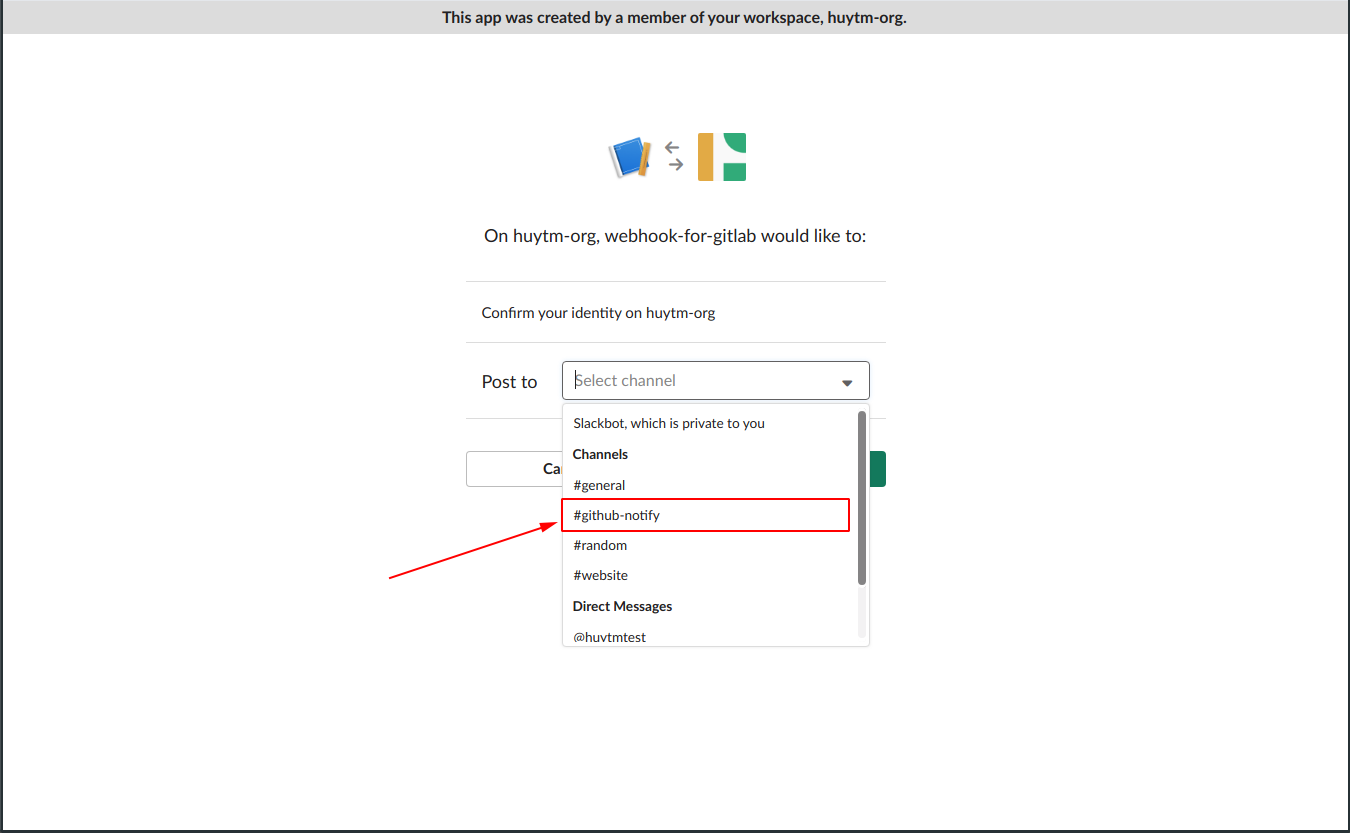 This app was created by a member of your workspace, huytm-org.
On huytm-org, webhook-for-gitlab would like to:
Confirm your identity on huytm-org
Post to
Select channel
Slackbot, which is private to you
Channels
#general
#github-notify
#random
#website
Direct Messages
@huytmtest